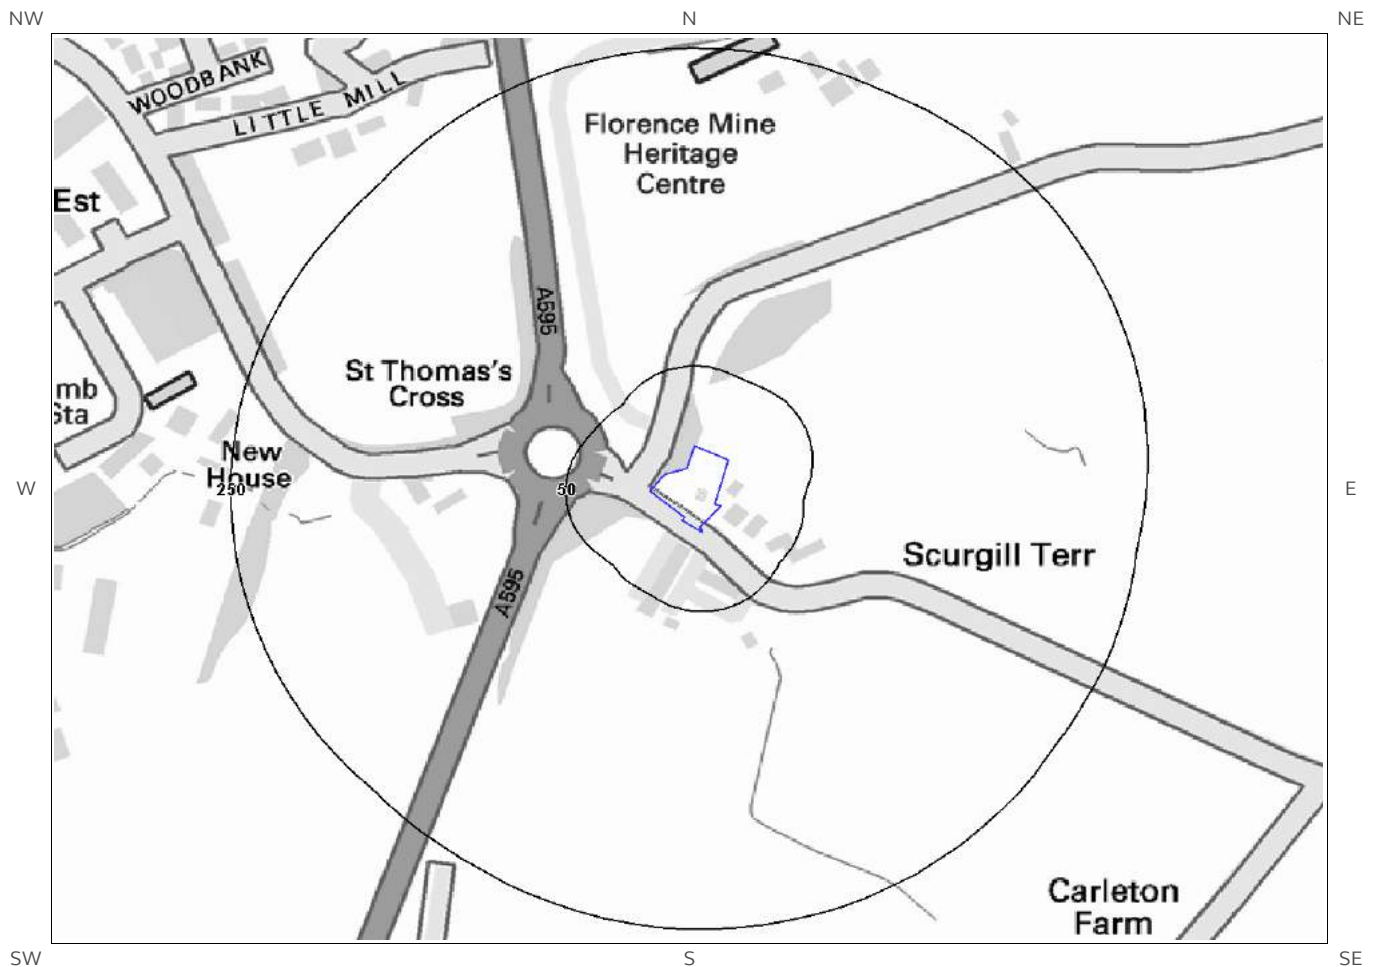 NW
N
NE
WOODBANK
LITTLE MILL
Florence Mine
Heritage
Centre
Est
A595
St Thomas's
Cross
mb
Sta
New
House
W
250
50
E
Scurgill Terr
A595
Carleton
Farm
SW
S
SE